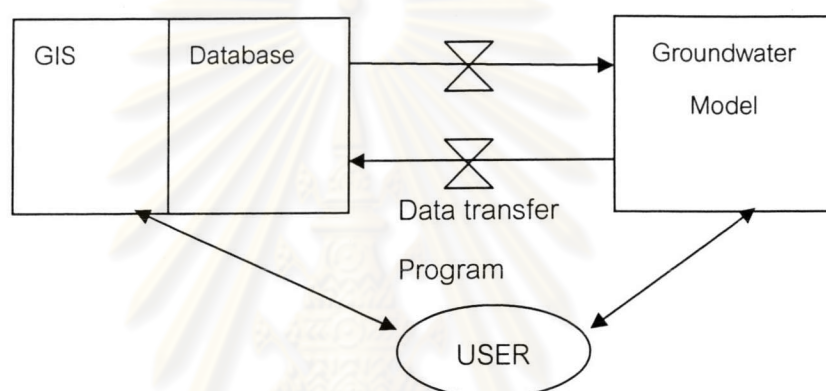 GIS
Database
Groundwater
Model
Data transfer
Program
USER